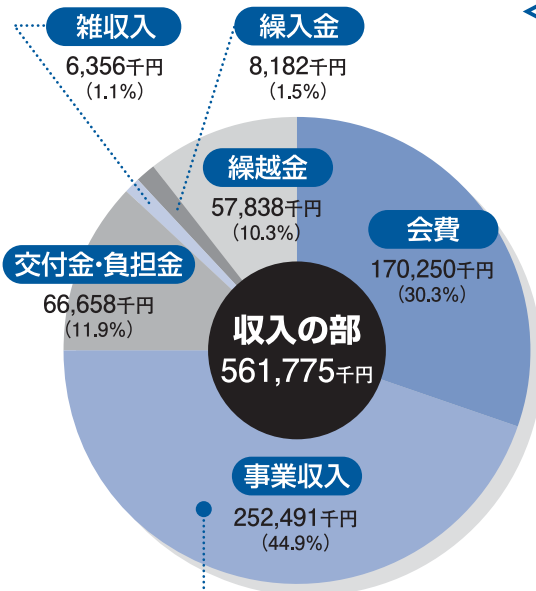 雑収入
6,356千円
(1.1%)
繰入金
8,182千円
(1.5%)
繰越金
57,838千円
(10.3%)
会費
170,250千円
(30.3%)
交付金・負担金
66,658千円
(11.9%)
収入の部
561,775千円
事業収入
252,491千円
(44.9%)